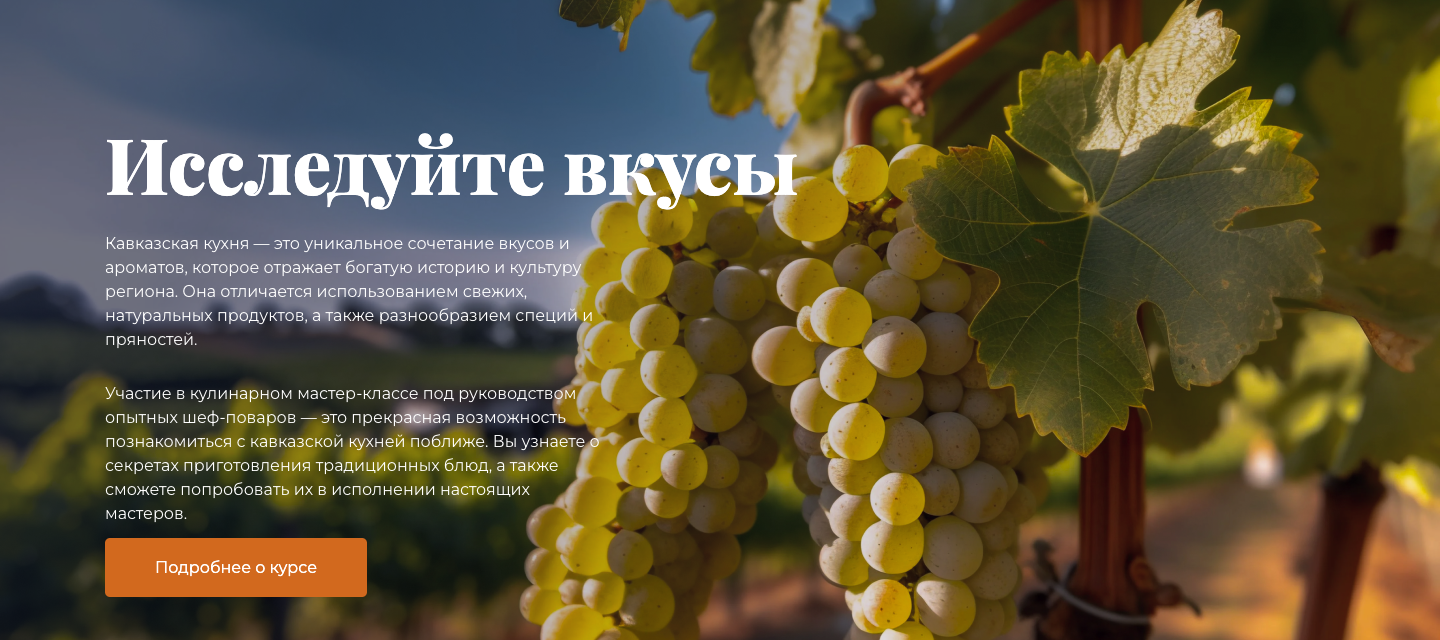 Исследуйте вкусы
Кавказская кухня — это уникальное сочетание вкусов и
ароматов, которое отражает богатую историю и культуру
региона. Она отличается использованием свежих,
натуральных продуктов, а также разнообразием специй и
пряностей.
Участие в кулинарном мастер-классе под руководством
опытных шеф-поваров — это прекрасная возможность
познакомиться с кавказской кухней поближе. Вы узнаете о
секретах приготовления традиционных блюд, а также
сможете попробовать их в исполнении настоящих
мастеров.
Подробнее о курсе